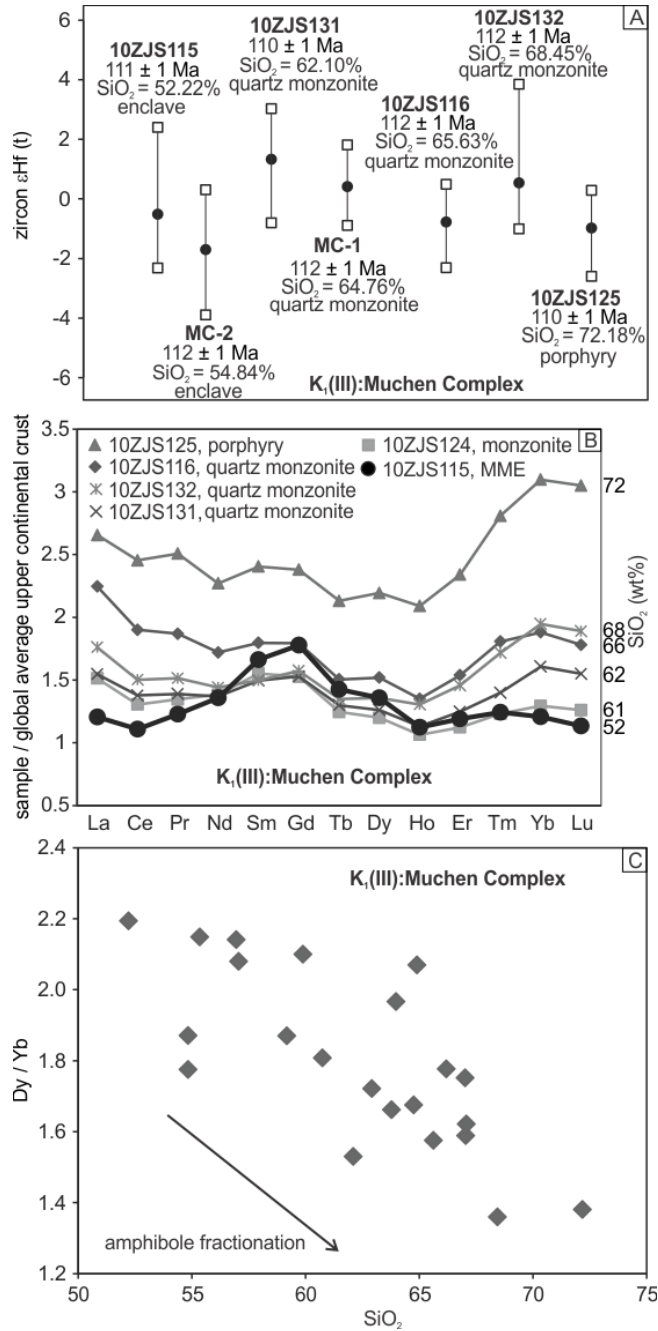 A
6
4
2
0
-2
-4
-6
zircon εHf (t)
10ZJS115
111 ± 1 Ma
SiO₂ = 52.22%
enclave
10ZJS131
110 ± 1 Ma
SiO₂ = 62.10%
quartz monzonite
10ZJS132
112 ± 1 Ma
SiO₂ = 68.45%
quartz monzonite
10ZJS116
112 ± 1 Ma
SiO₂ = 65.63%
quartz monzonite
MC-2
112 ± 1 Ma
SiO₂ = 54.84%
enclave
MC-1
112 ± 1 Ma
SiO₂ = 64.76%
quartz monzonite
10ZJS125
110 ± 1 Ma
SiO₂ = 72.18%
porphyry
K₁(III):Muchen Complex
B
3.5
3
2.5
2
1.5
1
0.5
sample / global average upper continental crust
10ZJS125, porphyry
10ZJS116, quartz monzonite
10ZJS132, quartz monzonite
10ZJS131, quartz monzonite
10ZJS124, monzonite
10ZJS115, MME
72
68
66
62
61
52
SiO₂ (wt%)
K₁(III):Muchen Complex
La Ce Pr Nd Sm Gd Tb Dy Ho Er Tm Yb Lu
C
2.4
2.2
2.0
1.8
1.6
1.4
1.2
Dy / Yb
K₁(III):Muchen Complex
amphibole fractionation
50 55 60 65 70 75
SiO₂